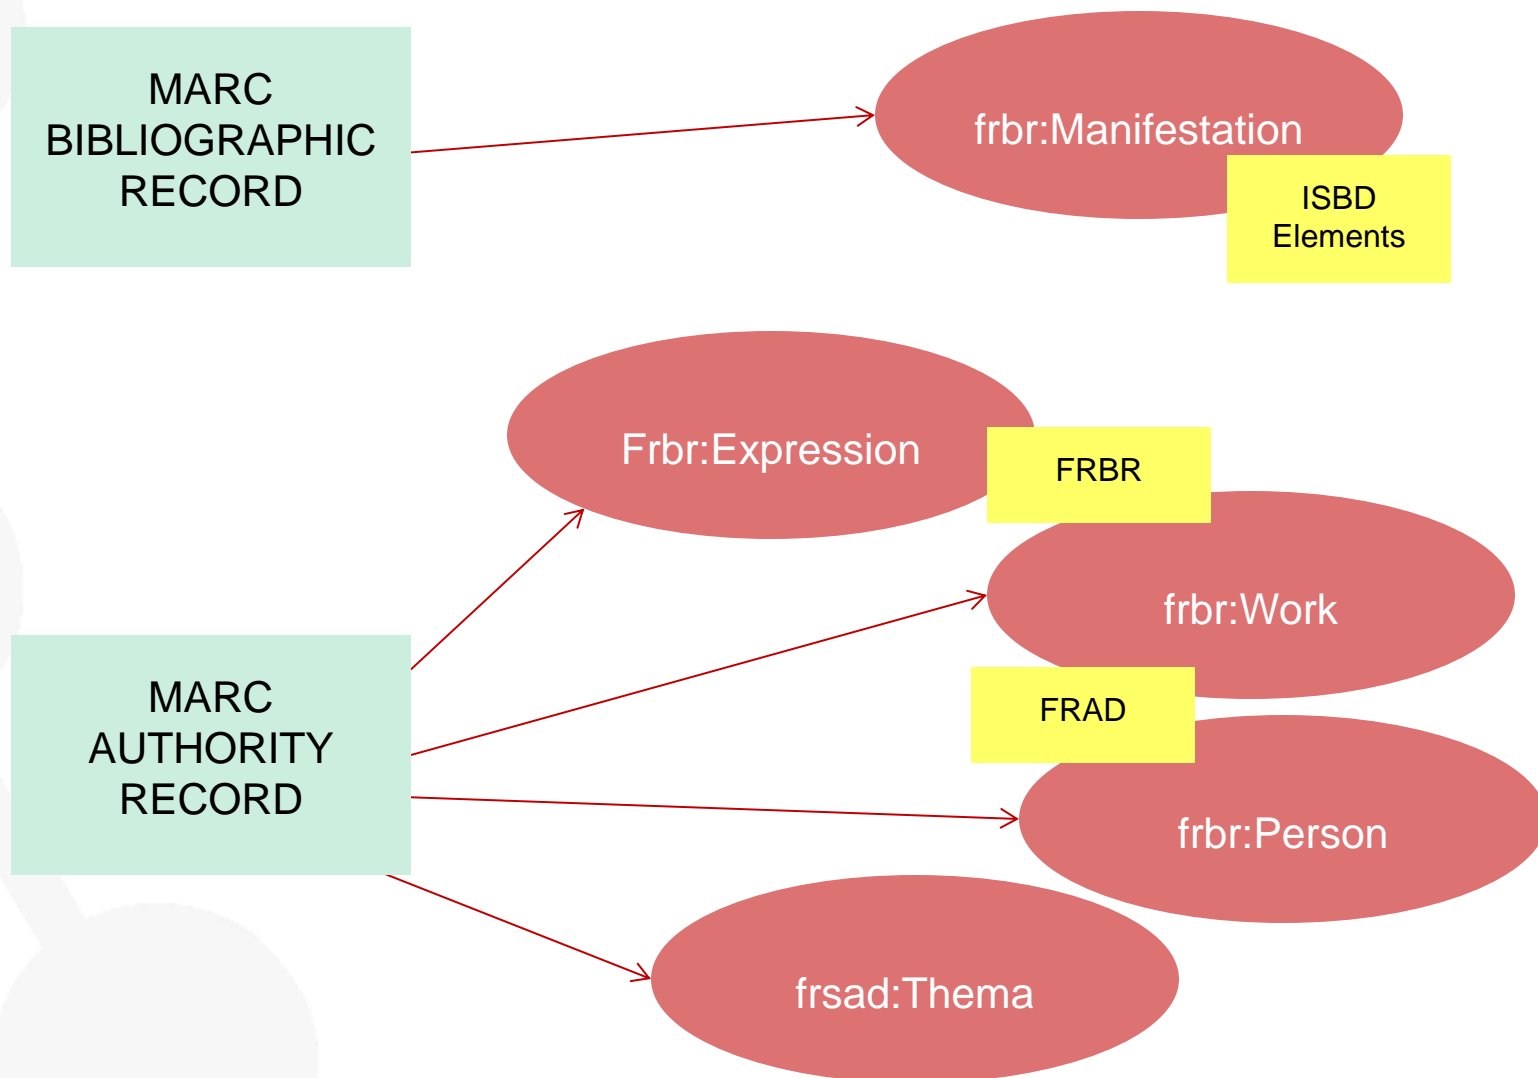 MARC
BIBLIOGRAPHIC
RECORD
frbr:Manifestation
ISBD
Elements
Frbr:Expression
FRBR
frbr:Work
MARC
AUTHORITY
RECORD
FRAD
frbr:Person
frsad:Thema